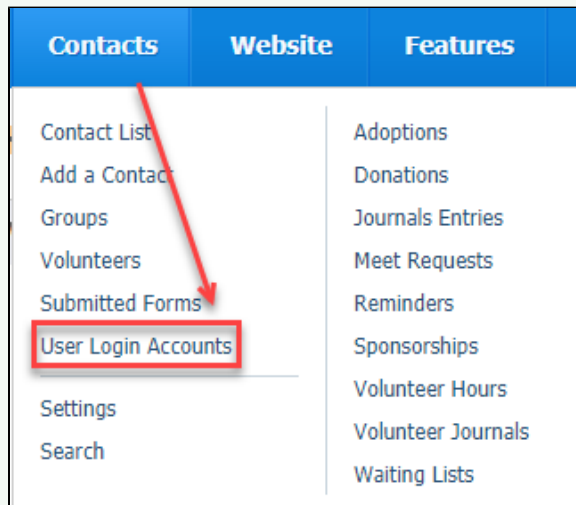 Contacts Website Features
Contact List
Add a Contact
Groups
Volunteers
Submitted Forms
User Login Accounts
Settings
Search
Adoptions
Donations
Journals Entries
Meet Requests
Reminders
Sponsorships
Volunteer Hours
Volunteer Journals
Waiting Lists